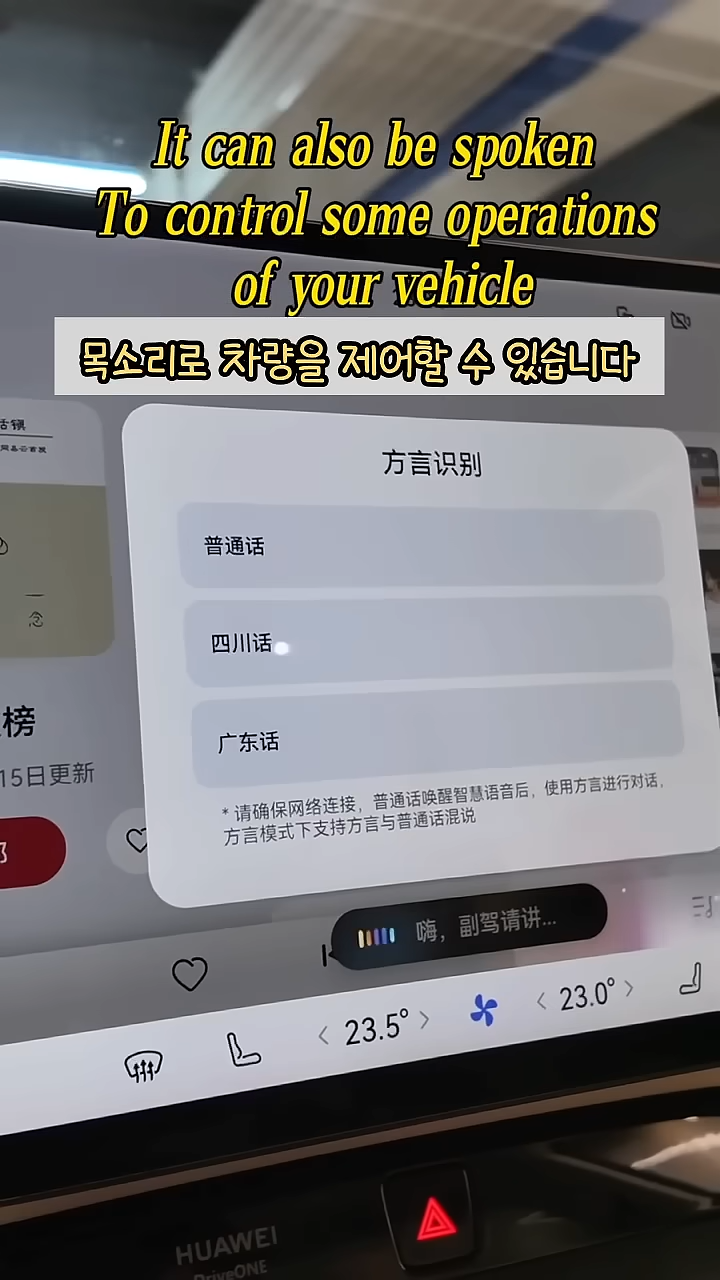 It can also be spoken
To control some operations
of your vehicle
목소리로 차량을 제어할 수 있습니다
方言识别
普通话
四川话
广东话
* 请确保网络连接，普通话唤醒智慧语音后，使用方言进行对话，
方言模式下支持方言与普通话混说
一
念
榜
15日更新
嗨，副驾请讲...
23.5°
23.0°
HUAWEI
DriveONE